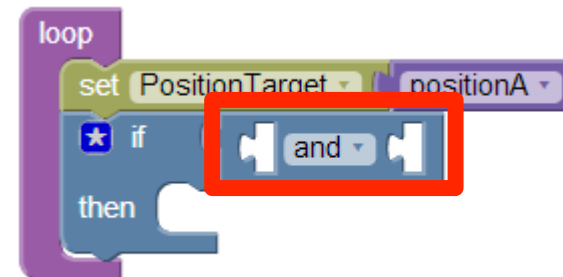 loop
set PositionTarget positionA
if and
then